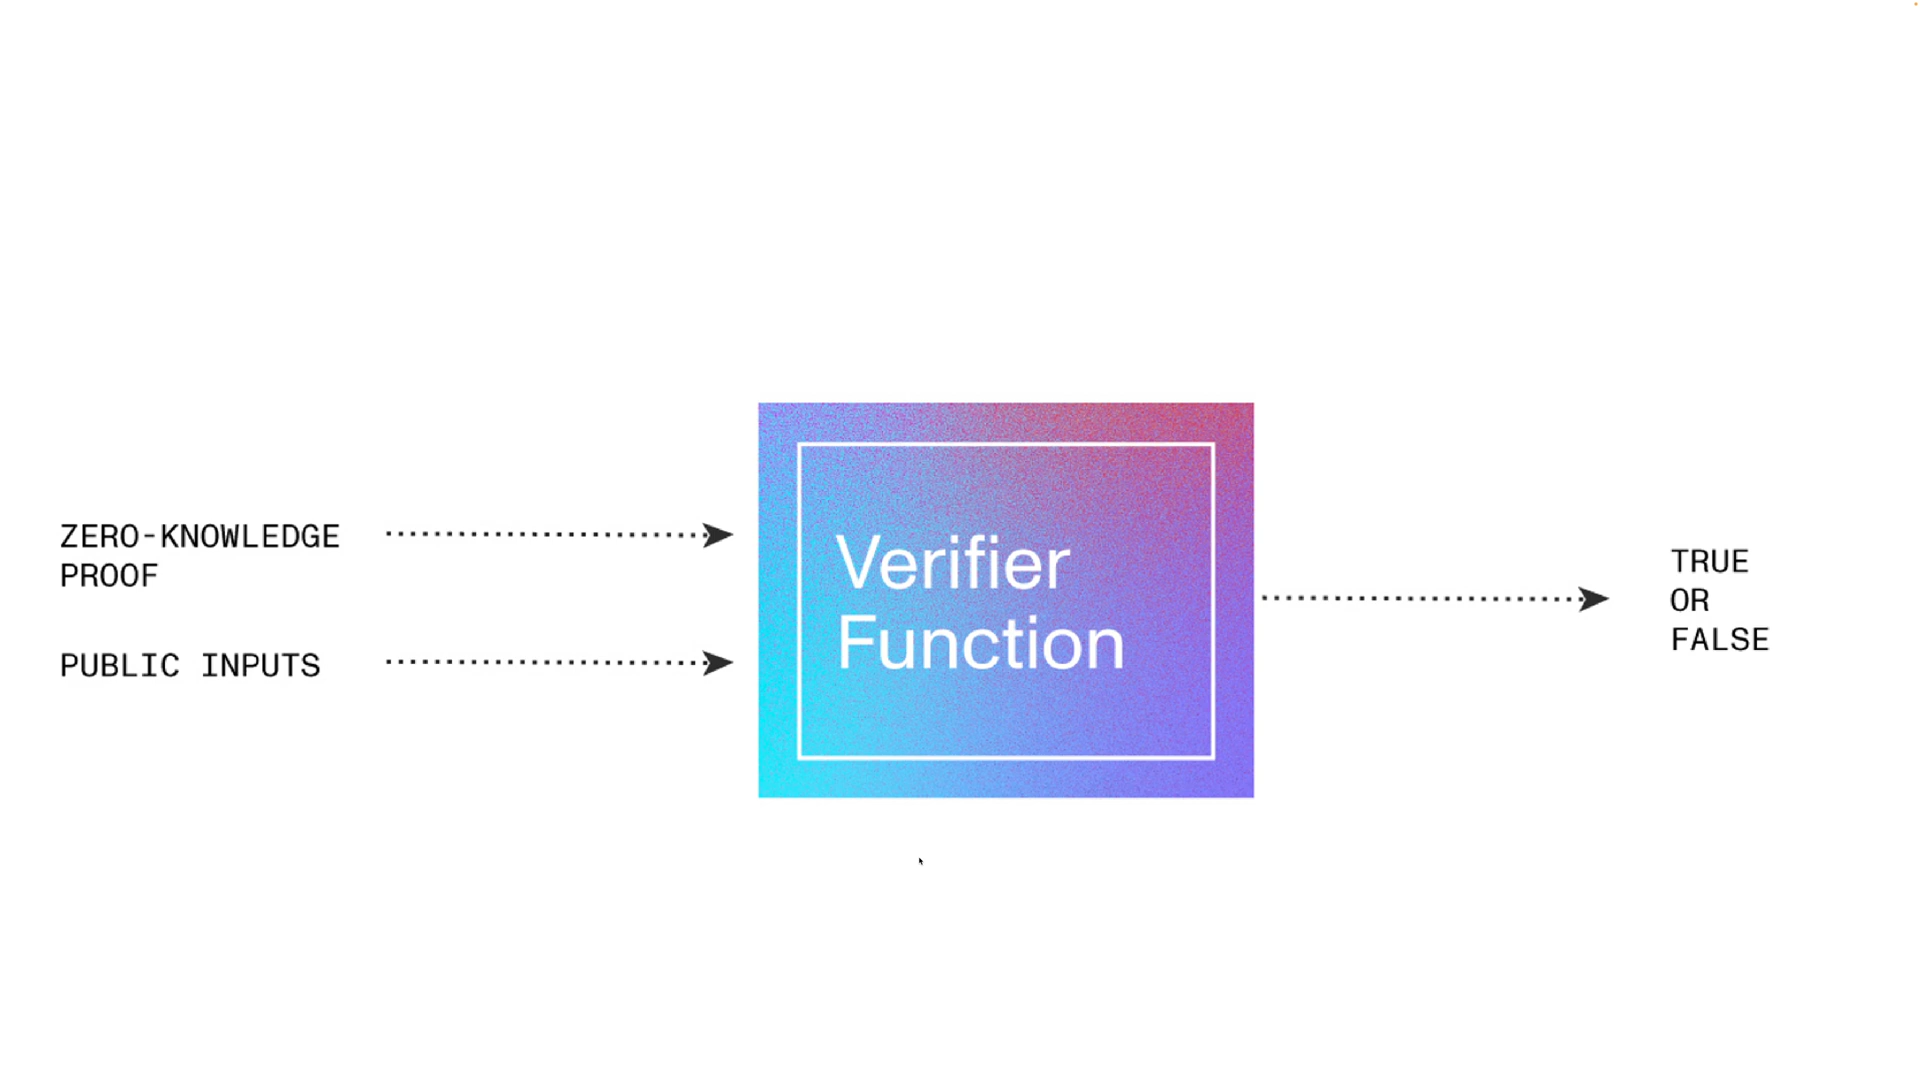 ZERO-KNOWLEDGE
PROOF
PUBLIC INPUTS
Verifier
Function
TRUE
OR
FALSE